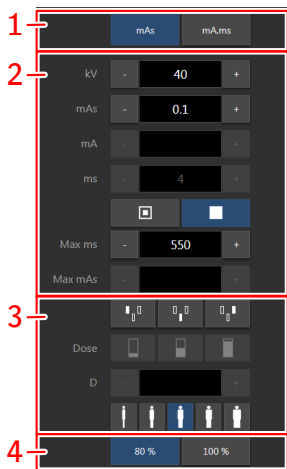 1 mAs mA,ms
2 kV - 40 +
mAs - 0.1 +
mA - +
ms - 4 +
Max ms - 550 +
Max mAs - +
3
Dose
D - +
4 80 % 100 %